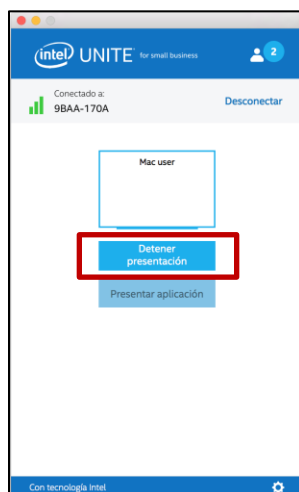 intel UNITE for small business
2
Conectado a:
9BAA-170A
Desconectar
Mac user
Detener
presentación
Presentar aplicación
Con tecnología Intel